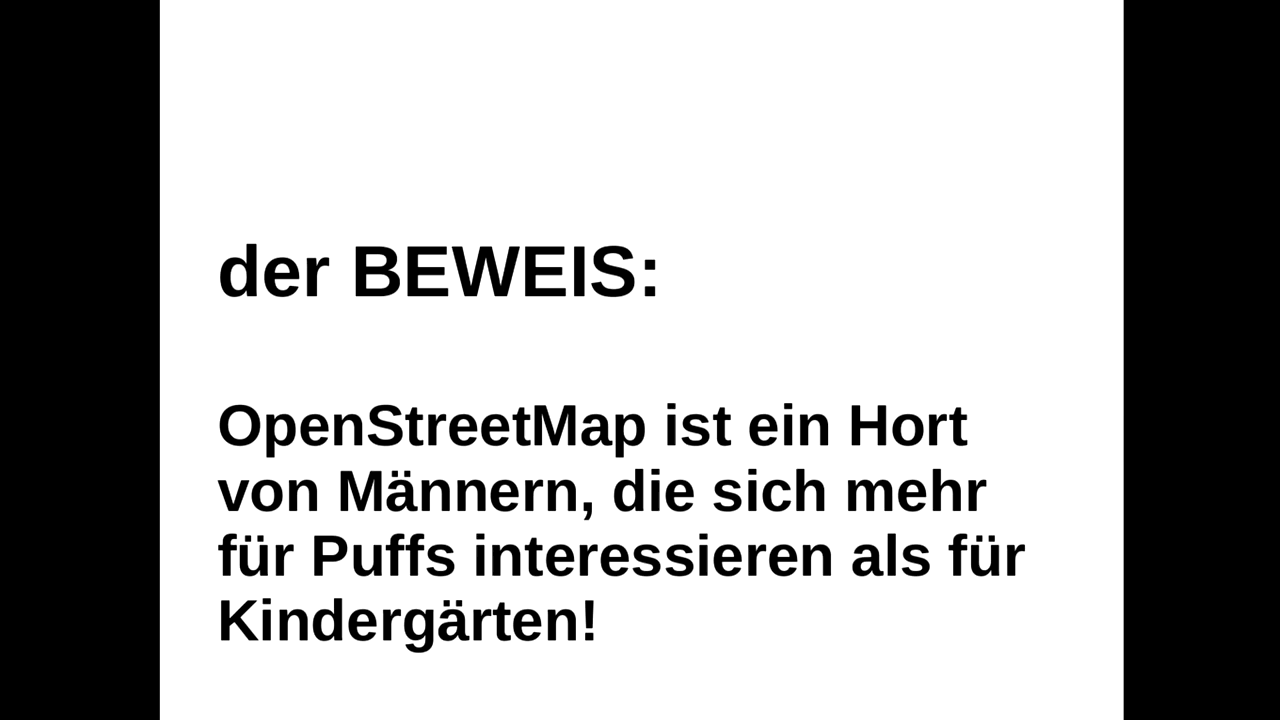 der BEWEIS:
OpenStreetMap ist ein Hort
von Männern, die sich mehr
für Puffs interessieren als für
Kindergärten!